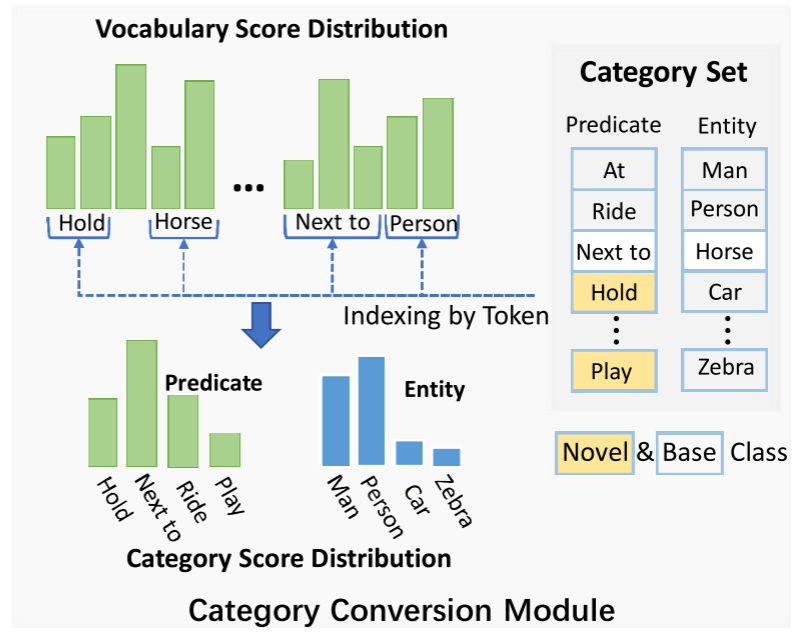 Vocabulary Score Distribution
...
Hold
Horse
Next to
Person
Indexing by Token
Category Set
Predicate
Entity
At
Man
Ride
Person
Next to
Horse
Hold
Car
Play
Zebra
Novel & Base Class
Predicate
Hold
Next to
Ride
Play
Entity
Man
Person
Car
Zebra
Category Score Distribution
Category Conversion Module